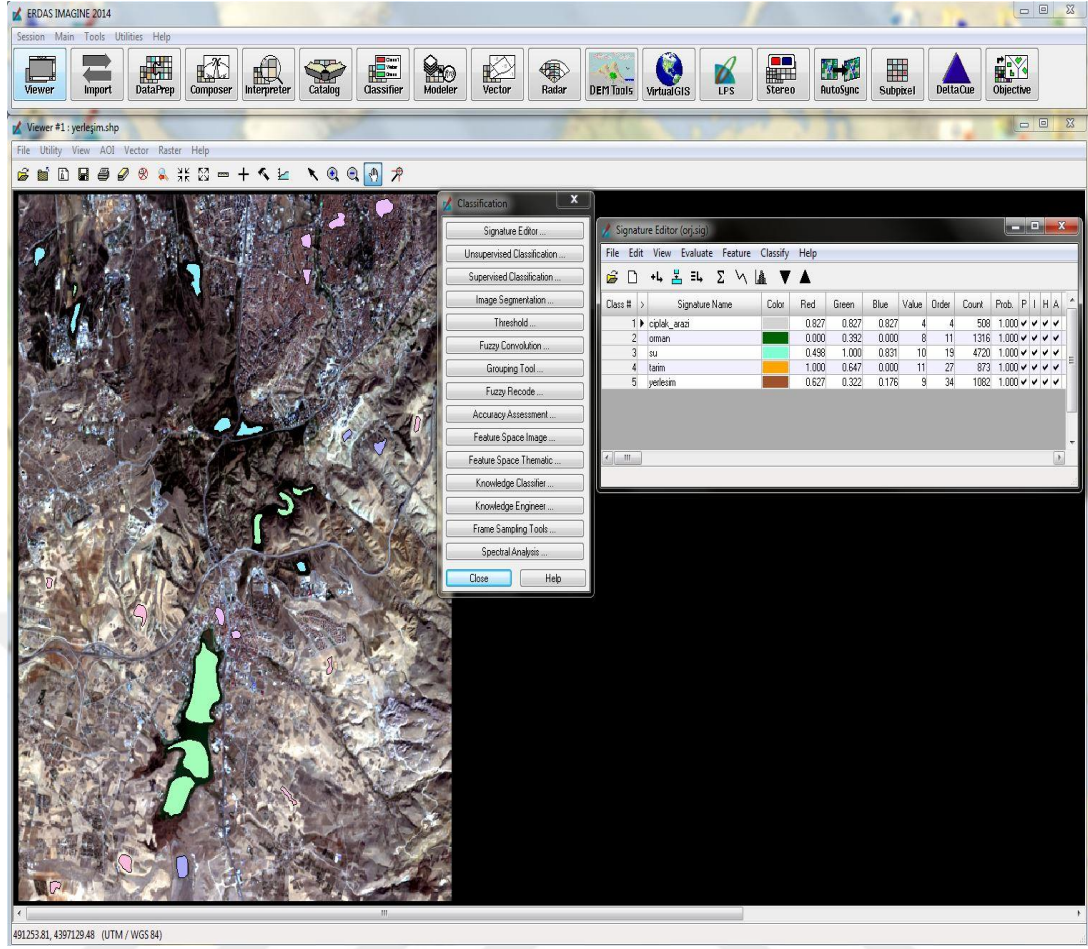 ERDAS IMAGINE 2014
Session Main Tools Utilities Help
Viewer Import DataPrep Composer Interpreter Catalog Classifier Modeler Vector Radar DEM Tools VirtualGIS LPS Stereo AutoSync Subpixel DeltaCue Objective
Viewer #1 : yerleşim.shp
File Utility View AOI Vector Raster Help
Classification
Signature Editor ...
Unsupervised Classification ...
Supervised Classification ...
Image Segmentation ...
Threshold ...
Fuzzy Convolution ...
Grouping Tool ...
Fuzzy Recode ...
Accuracy Assessment ...
Feature Space Image ...
Feature Space Thematic ...
Knowledge Classifier ...
Knowledge Engineer ...
Frame Sampling Tools ...
Spectral Analysis ...
Close Help
Signature Editor (orj.sig)
File Edit View Evaluate Feature Classify Help
Class # > Signature Name Color Red Green Blue Value Order Count Prob. P I H A
1 ciplak_arazi 0.827 0.827 0.827 4 4 508 1.000
2 orman 0.000 0.392 0.000 8 11 1316 1.000
3 su 0.498 1.000 0.831 10 19 4720 1.000
4 tarim 1.000 0.647 0.000 11 27 873 1.000
5 yerlesim 0.627 0.322 0.176 9 34 1082 1.000
491253.81, 4397129.48 (UTM / WGS 84)